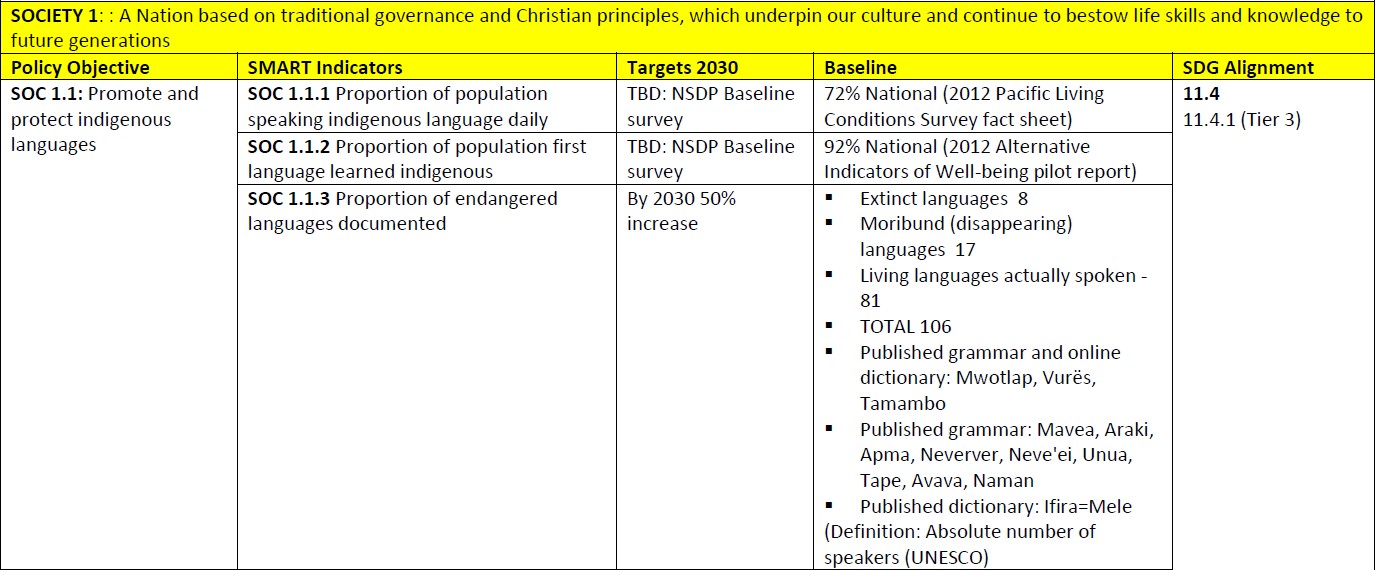 SOCIETY 1: : A Nation based on traditional governance and Christian principles, which underpin our culture and continue to bestow life skills and knowledge to
future generations
Policy Objective
SMART Indicators
Targets 2030
Baseline
SDG Alignment
SOC 1.1: Promote and
protect indigenous
languages
SOC 1.1.1 Proportion of population
speaking indigenous language daily
TBD: NSDP Baseline
survey
72% National (2012 Pacific Living
Conditions Survey fact sheet)
11.4
11.4.1 (Tier 3)
SOC 1.1.2 Proportion of population first
language learned indigenous
TBD: NSDP Baseline
survey
92% National (2012 Alternative
Indicators of Well-being pilot report)
SOC 1.1.3 Proportion of endangered
languages documented
By 2030 50%
increase
▪ Extinct languages 8
▪ Moribund (disappearing)
languages 17
▪ Living languages actually spoken -
81
▪ TOTAL 106
▪ Published grammar and online
dictionary: Mwotlap, Vurës,
Tamambo
▪ Published grammar: Mavea, Araki,
Apma, Neverver, Neve'ei, Unua,
Tape, Avava, Naman
▪ Published dictionary: Ifira=Mele
(Definition: Absolute number of
speakers (UNESCO)